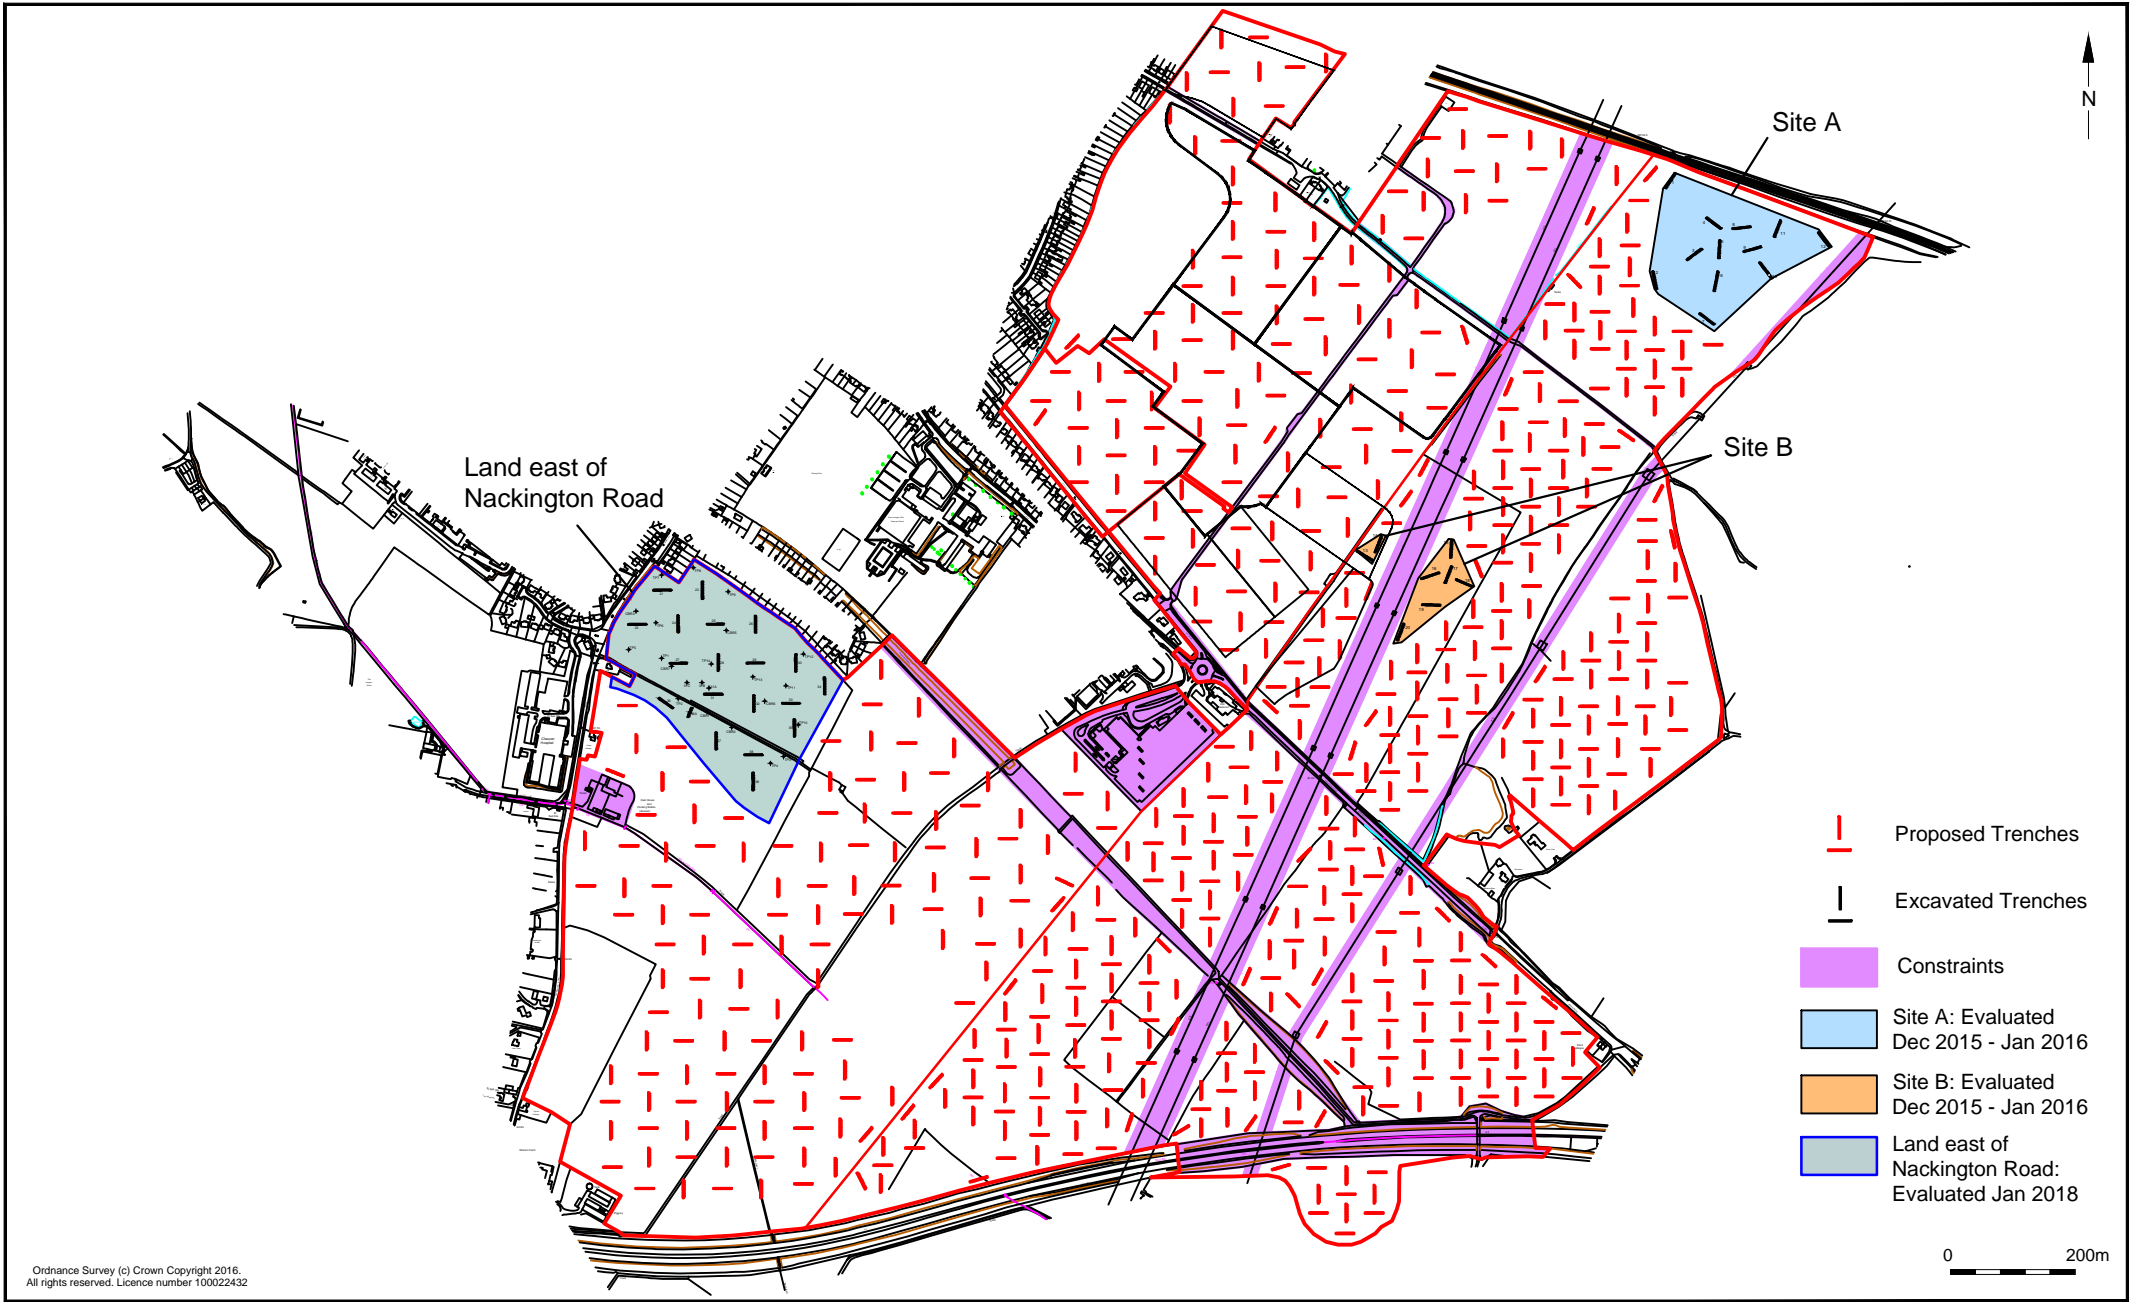 Site A
N
Site B
Land east of
Nackington Road
Proposed Trenches
Excavated Trenches
Constraints
Site A: Evaluated
Dec 2015 - Jan 2016
Site B: Evaluated
Dec 2015 - Jan 2016
Land east of
Nackington Road:
Evaluated Jan 2018
0 200m
Ordnance Survey (c) Crown Copyright 2016.
All rights reserved. Licence number 100022432